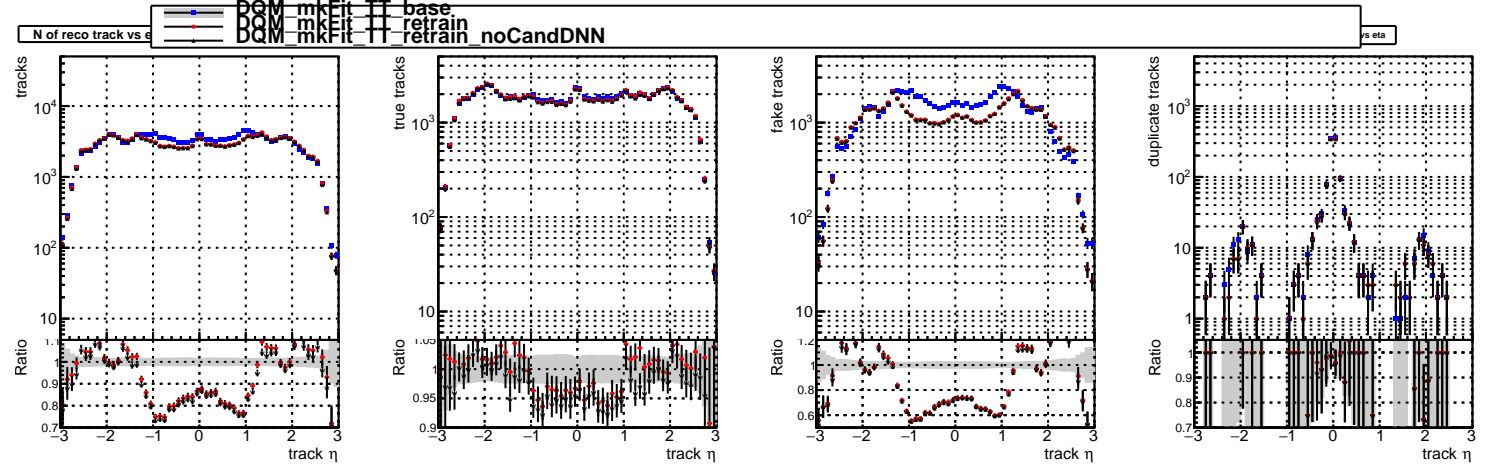 DQM_mkFit_TT_base
DQM_mkFit_TT_retrain
DQM_mkFit_TT_retrain_noCandDNN
N of reco track vs e
vs eta
tracks
10⁴
10³
10²
10
Ratio
1.1
1
0.9
0.8
0.7
−3 −2 −1 0 1 2 3
track η
true tracks
10³
10²
10
Ratio
1.05
1
0.95
0.9
−3 −2 −1 0 1 2 3
track η
fake tracks
10³
10²
10
Ratio
1.2
1
0.8
0.6
−3 −2 −1 0 1 2 3
track η
duplicate tracks
10³
10²
10
1
Ratio
1
0.9
0.8
0.7
−3 −2 −1 0 1 2 3
track η